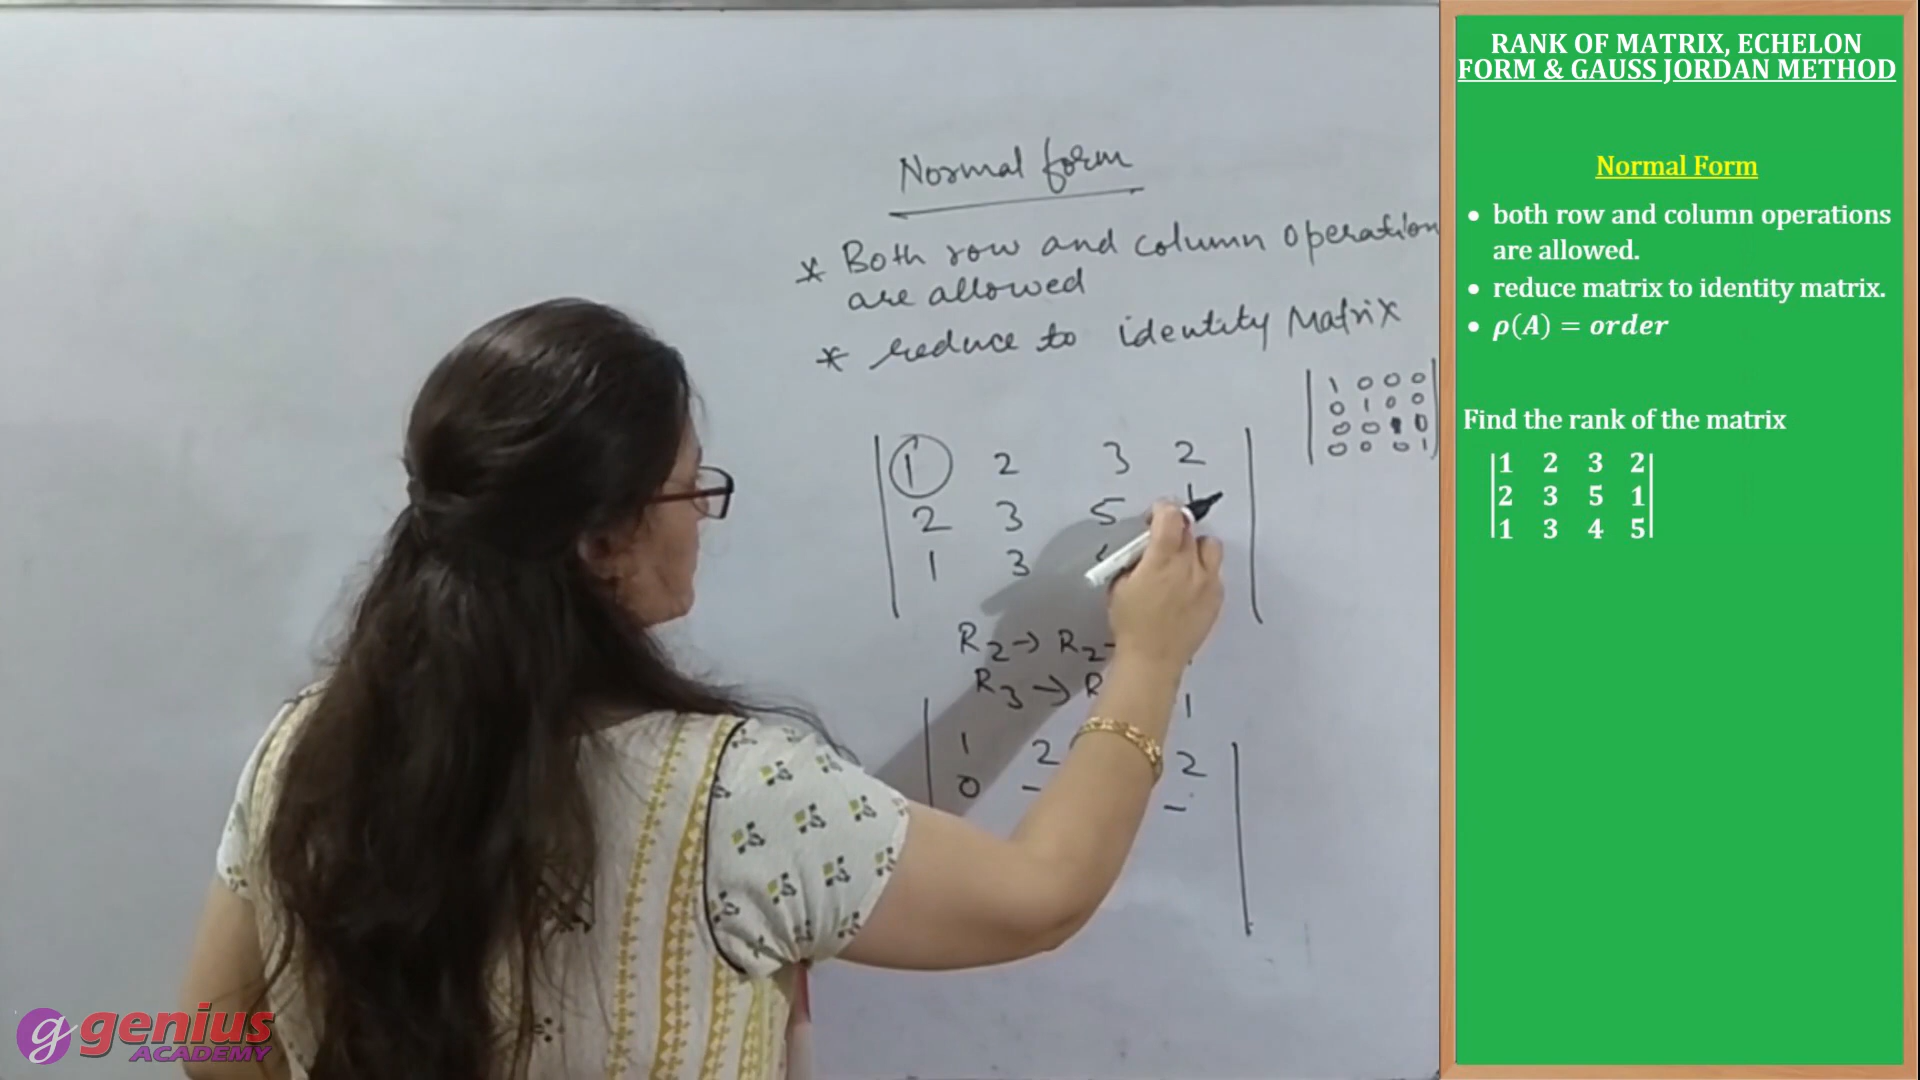 Normal form
* Both row and column operation
are allowed
* reduce to identity Matrix
1 0 0 0
0 1 0 0
0 0 1 0
0 0 0 1
1 2 3 2
2 3 5 1
1 3
R2 → R2 -
R3 → R
1
1 2 2
0 - -
RANK OF MATRIX, ECHELON
FORM & GAUSS JORDAN METHOD
Normal Form
• both row and column operations
are allowed.
• reduce matrix to identity matrix.
• ρ(A) = order
Find the rank of the matrix
1 2 3 2
2 3 5 1
1 3 4 5
g genius
ACADEMY